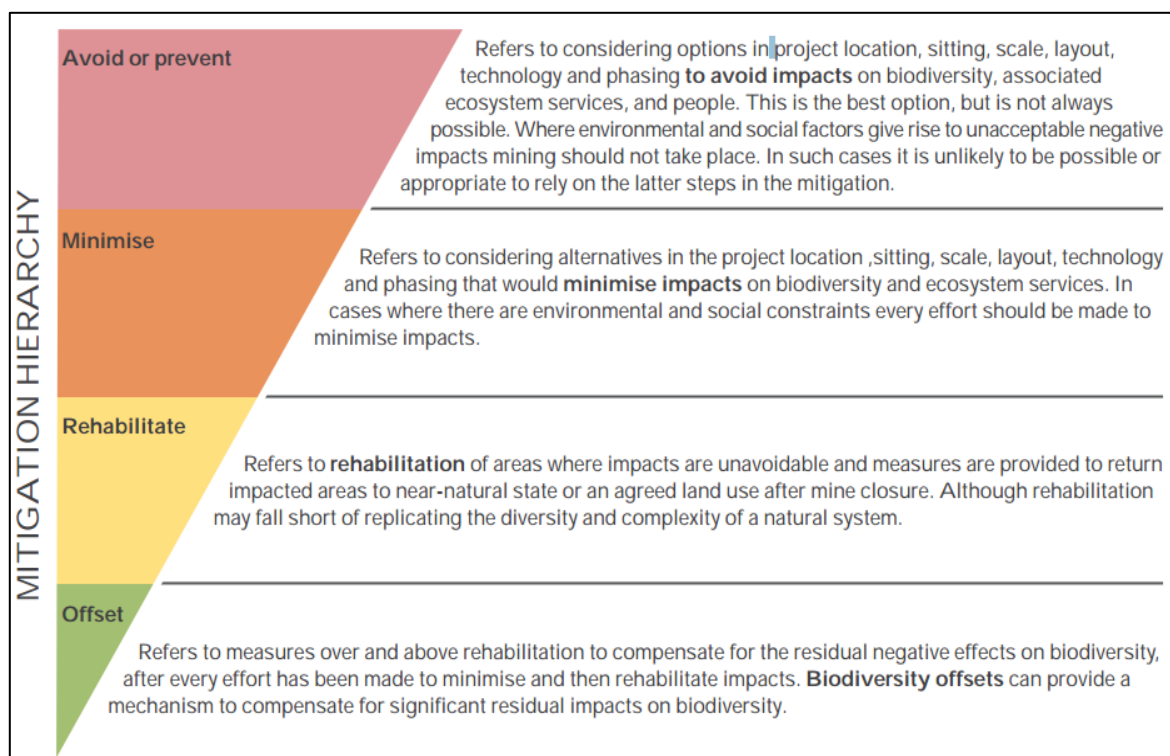 MITIGATION HIERARCHY
Avoid or prevent
Refers to considering options in project location, sitting, scale, layout,
technology and phasing to avoid impacts on biodiversity, associated
ecosystem services, and people. This is the best option, but is not always
possible. Where environmental and social factors give rise to unacceptable negative
impacts mining should not take place. In such cases it is unlikely to be possible or
appropriate to rely on the latter steps in the mitigation.
Minimise
Refers to considering alternatives in the project location ,sitting, scale, layout, technology
and phasing that would minimise impacts on biodiversity and ecosystem services. In
cases where there are environmental and social constraints every effort should be made to
minimise impacts.
Rehabilitate
Refers to rehabilitation of areas where impacts are unavoidable and measures are provided to return
impacted areas to near-natural state or an agreed land use after mine closure. Although rehabilitation
may fall short of replicating the diversity and complexity of a natural system.
Offset
Refers to measures over and above rehabilitation to compensate for the residual negative effects on biodiversity,
after every effort has been made to minimise and then rehabilitate impacts. Biodiversity offsets can provide a
mechanism to compensate for significant residual impacts on biodiversity.